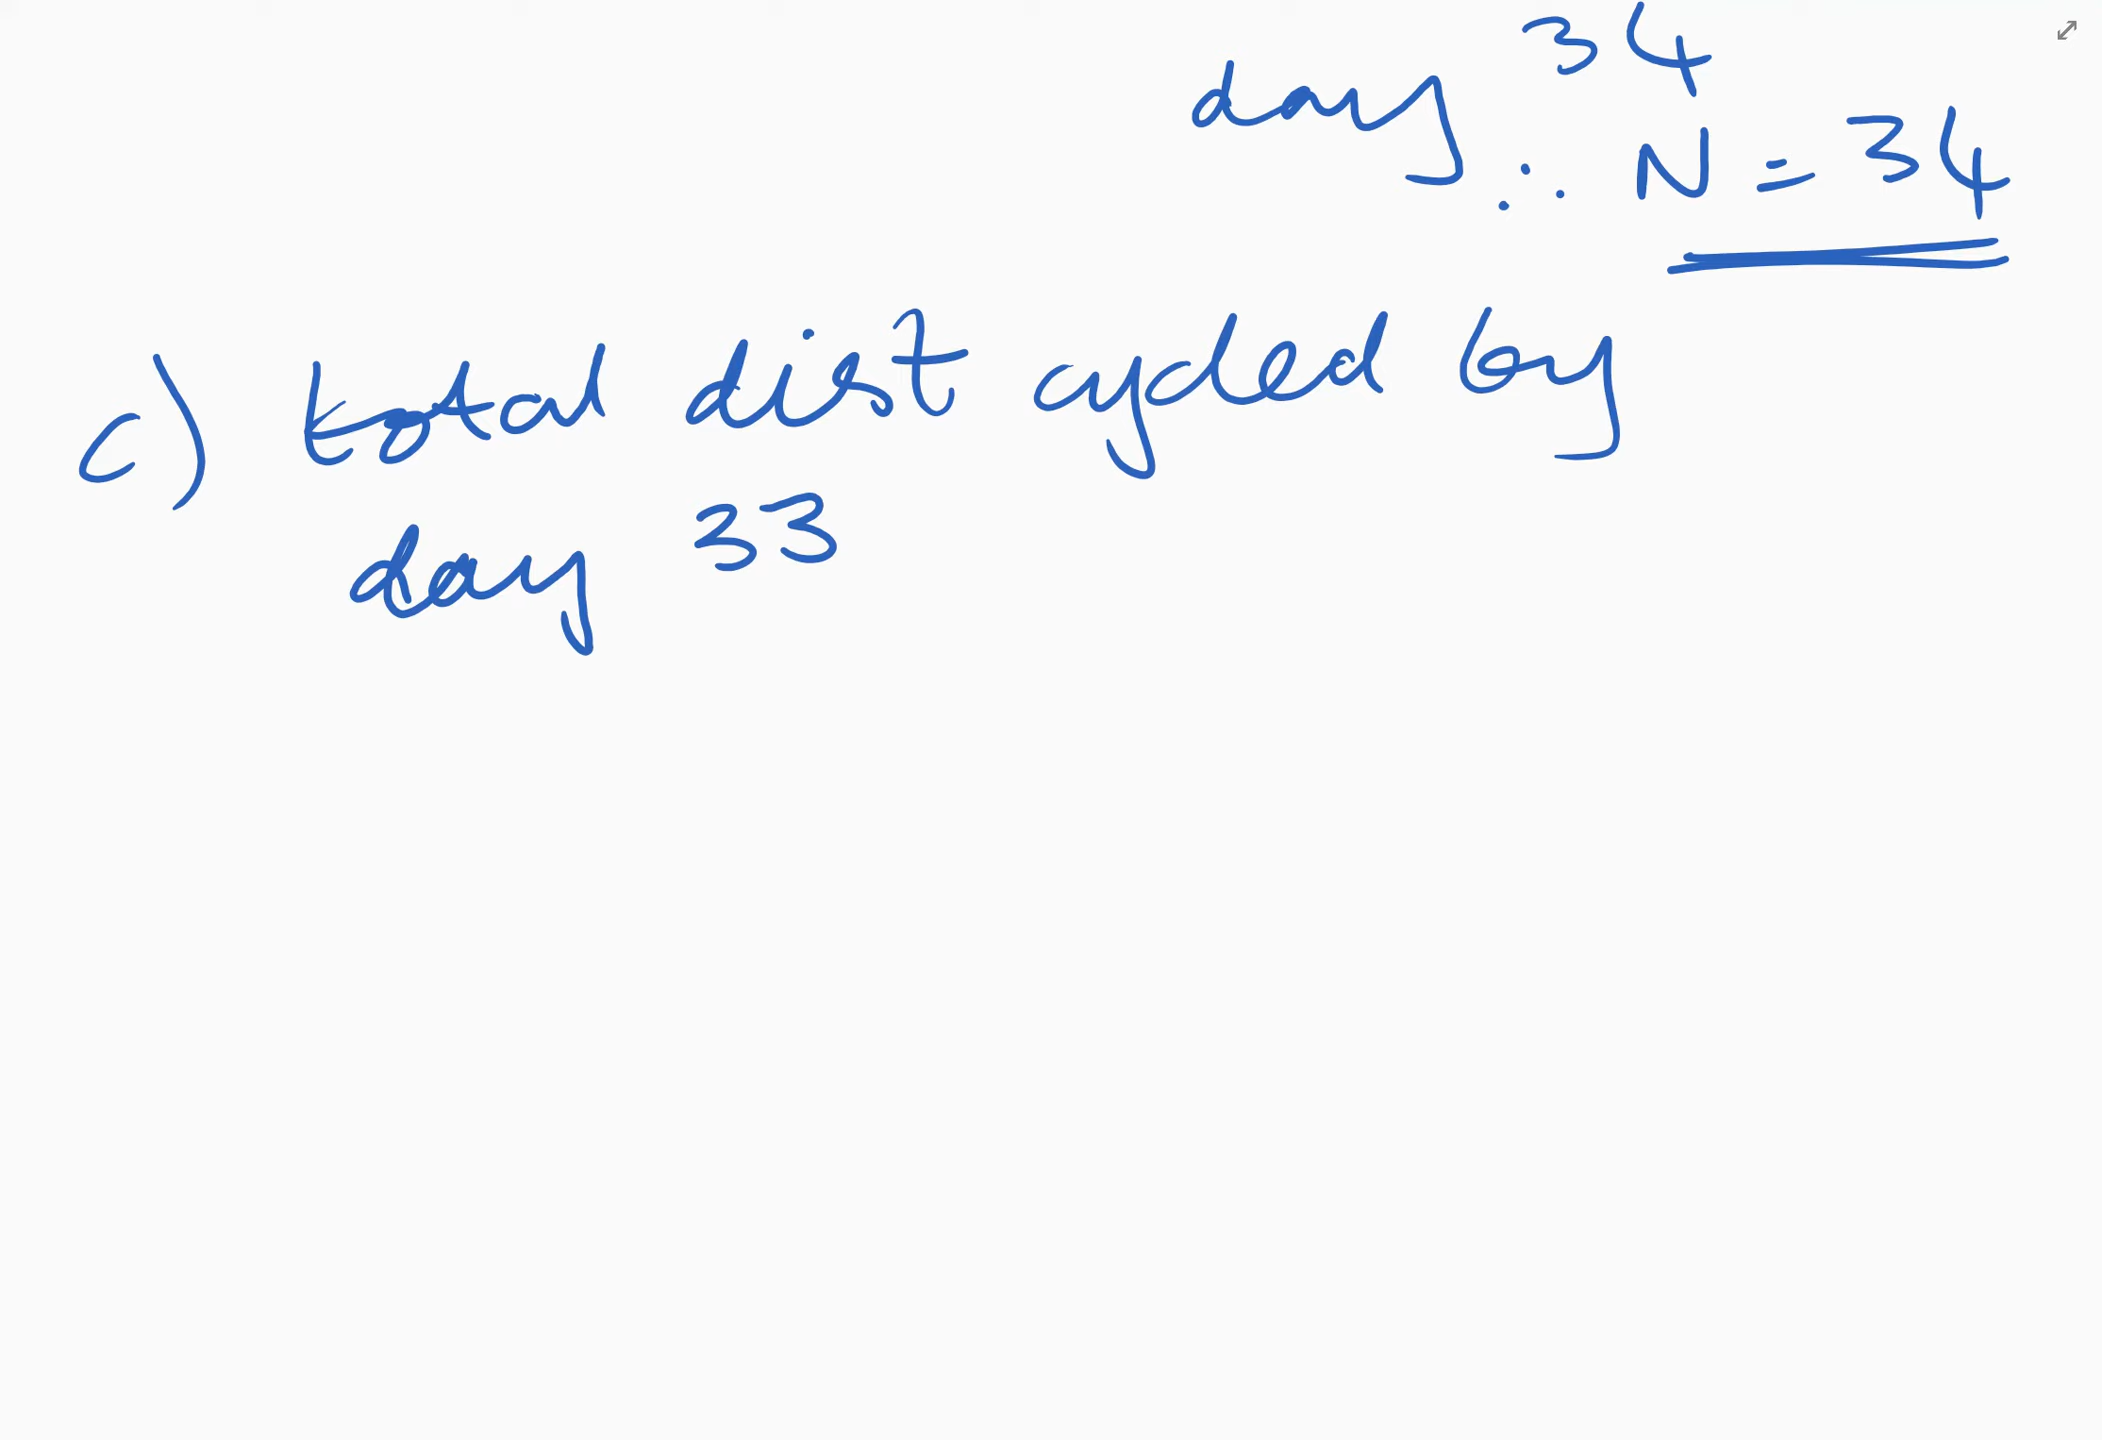 day 34
∴ N = 34
c) total dist cycled by
day 33